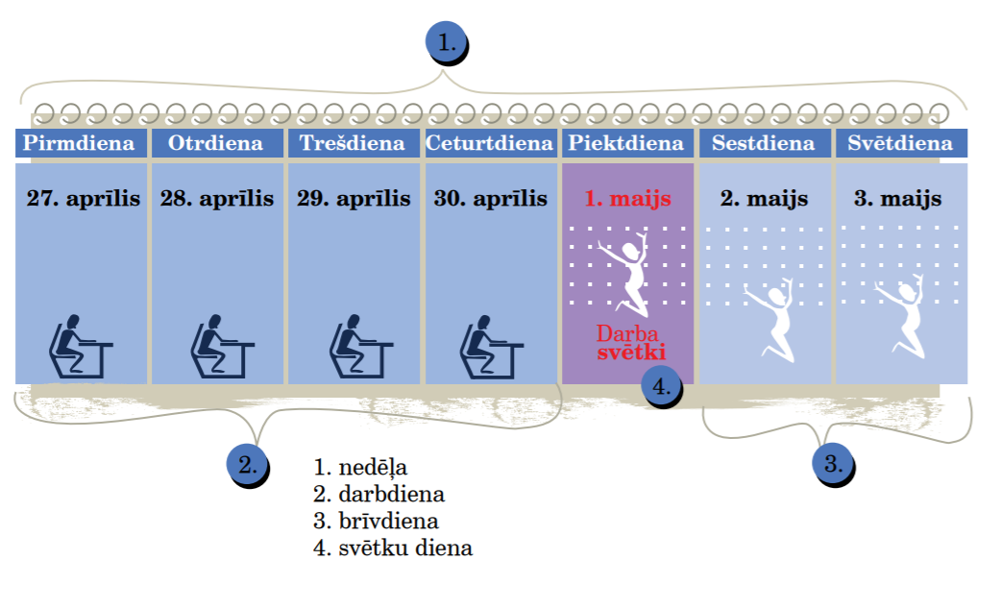 1.
Pirmdiena Otrdiena Trešdiena Ceturtdiena Piektdiena Sestdiena Svētdiena
27. aprīlis 28. aprīlis 29. aprīlis 30. aprīlis 1. maijs 2. maijs 3. maijs
Darba
svētki
4.
2.
3.
1. nedēļa
2. darbdiena
3. brīvdiena
4. svētku diena